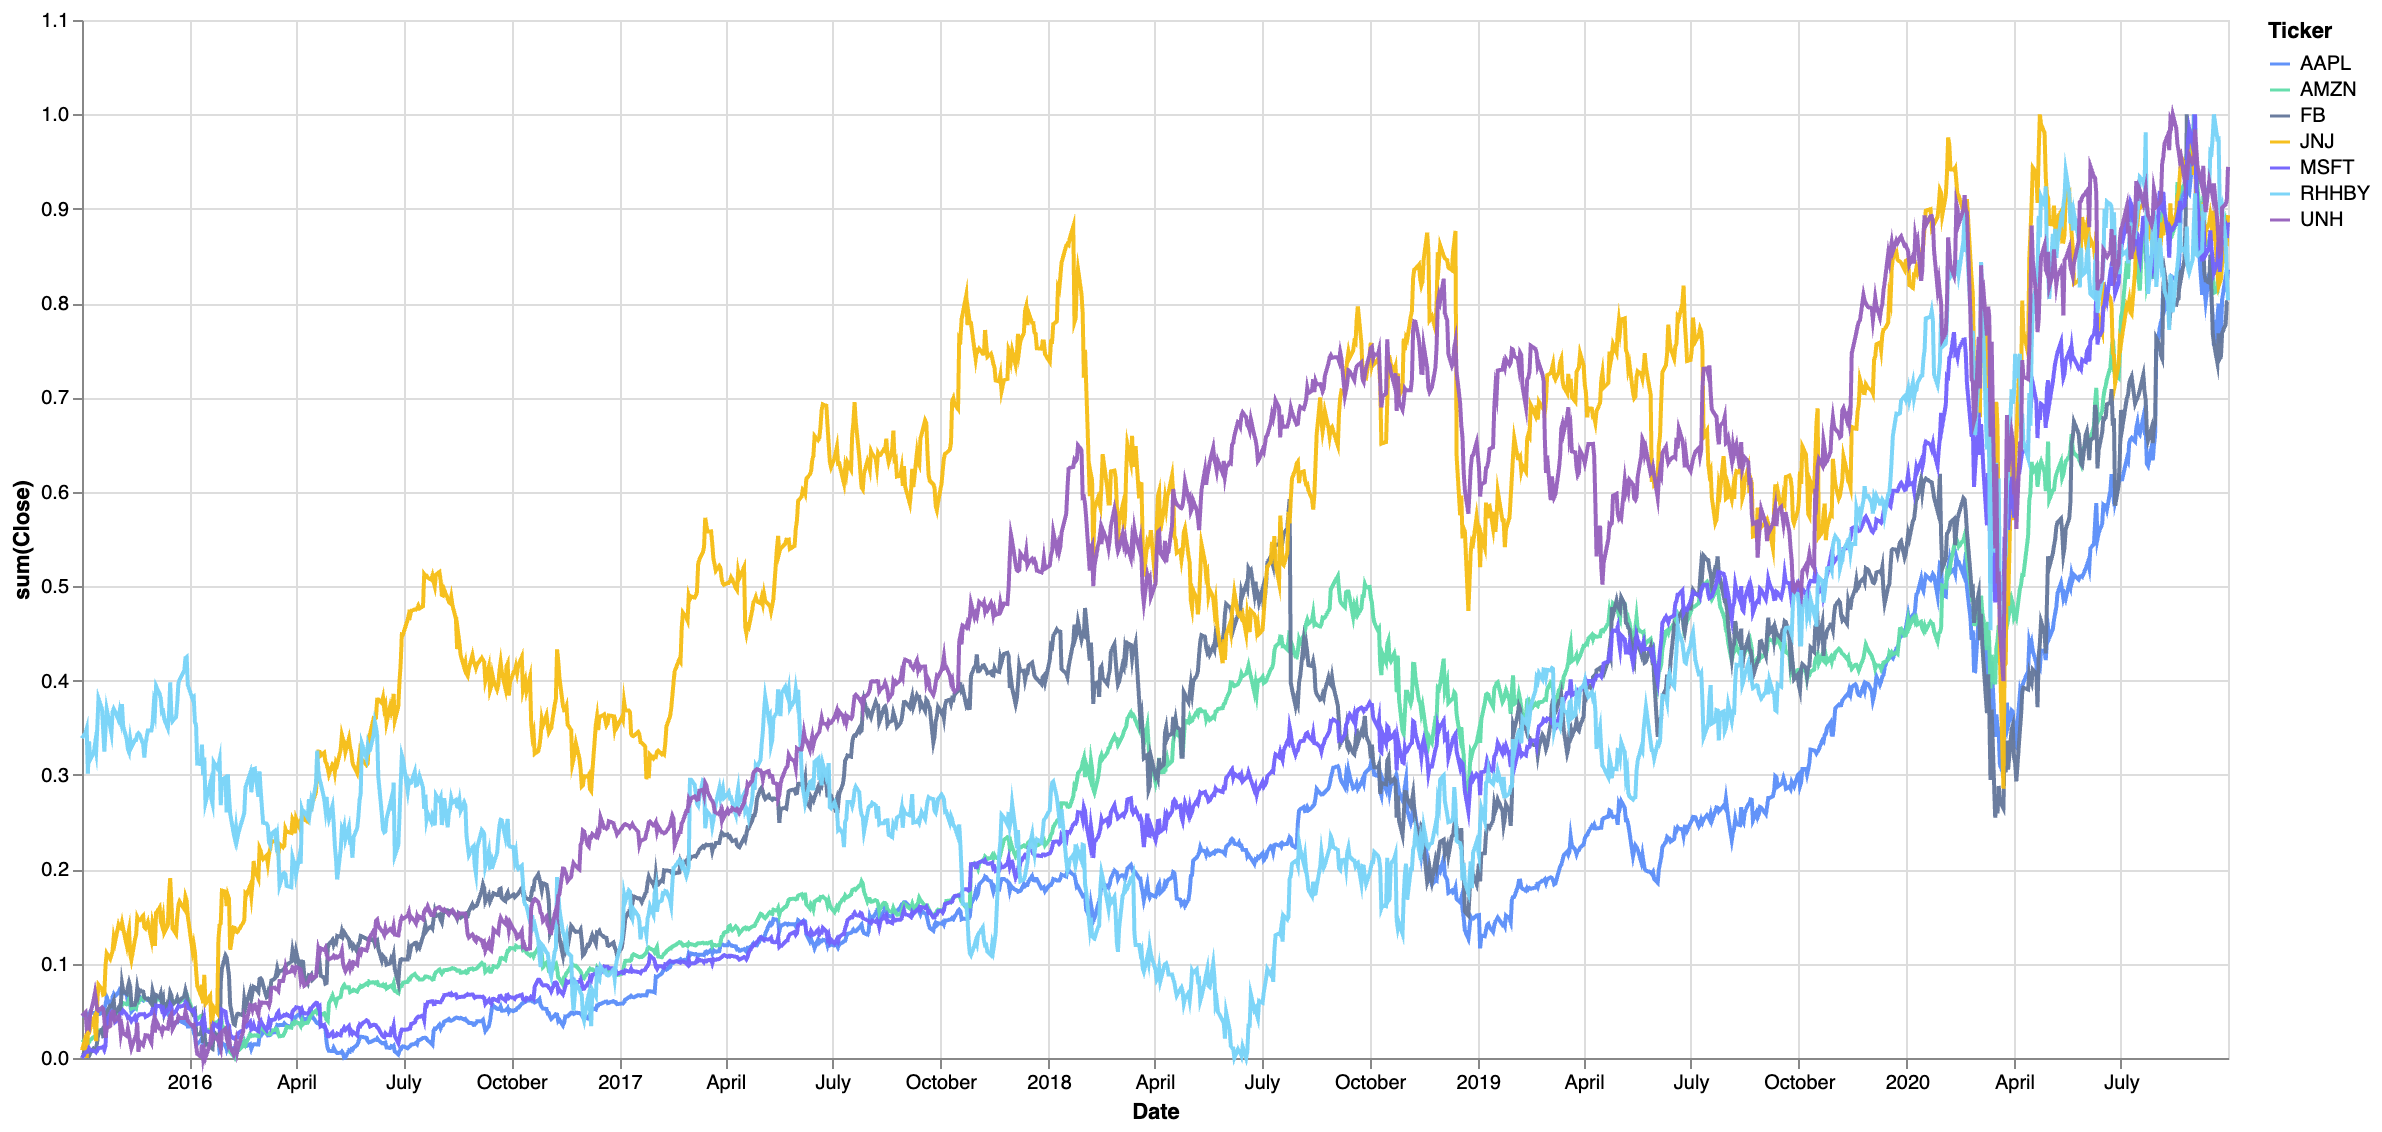 1.1
1.0
0.9
0.8
0.7
0.6
0.5
0.4
0.3
0.2
0.1
0.0
sum(Close)
2016 April July October 2017 April July October 2018 April July October 2019 April July October 2020 April July
Date
Ticker
AAPL
AMZN
FB
JNJ
MSFT
RHHBY
UNH